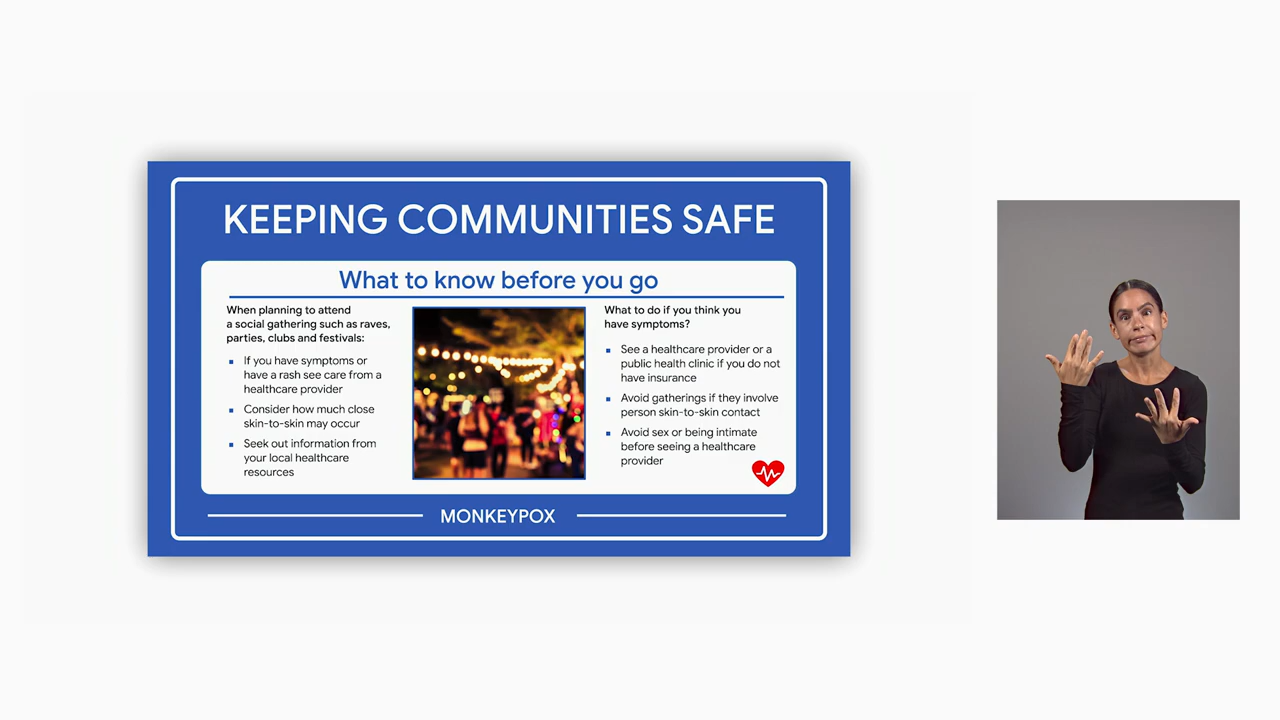 KEEPING COMMUNITIES SAFE
What to know before you go
When planning to attend
a social gathering such as raves,
parties, clubs and festivals:
If you have symptoms or
have a rash see care from a
healthcare provider
Consider how much close
skin-to-skin may occur
Seek out information from
your local healthcare
resources
What to do if you think you
have symptoms?
See a healthcare provider or a
public health clinic if you do not
have insurance
Avoid gatherings if they involve
person skin-to-skin contact
Avoid sex or being intimate
before seeing a healthcare
provider
MONKEYPOX